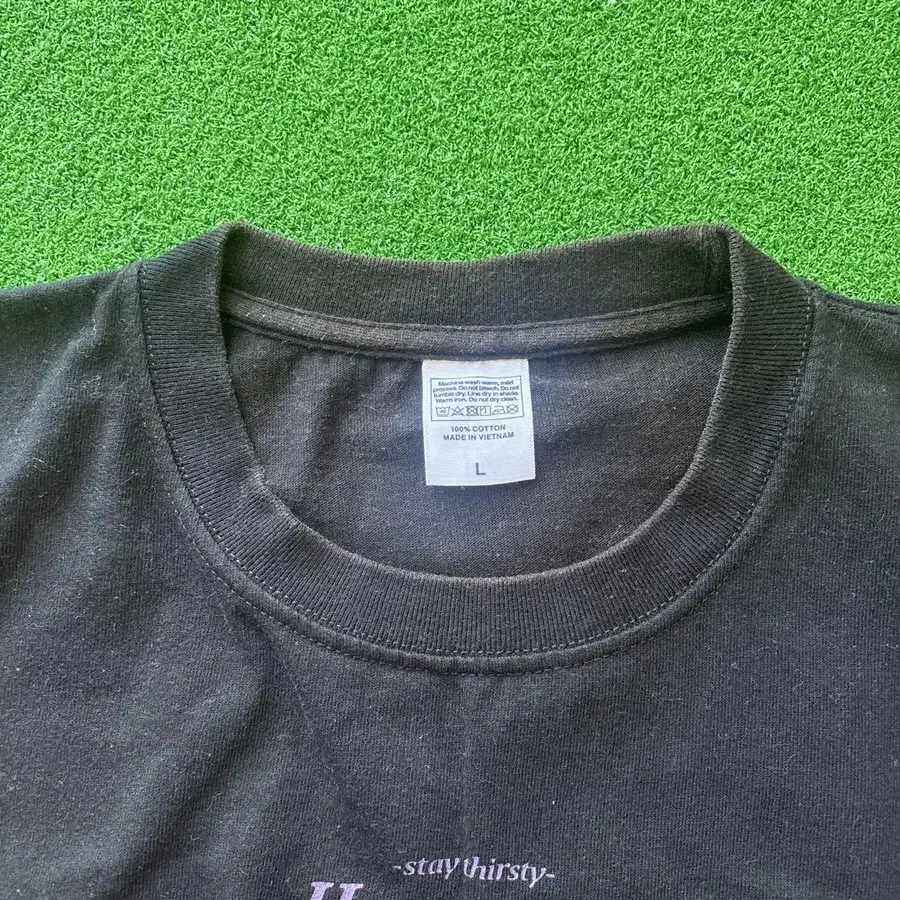 Machine wash warm, mild
process. Do not bleach. Do not
tumble dry. Line dry in shade.
Warm iron. Do not dry clean.
100% COTTON
MADE IN VIETNAM
L
-stay thirsty-